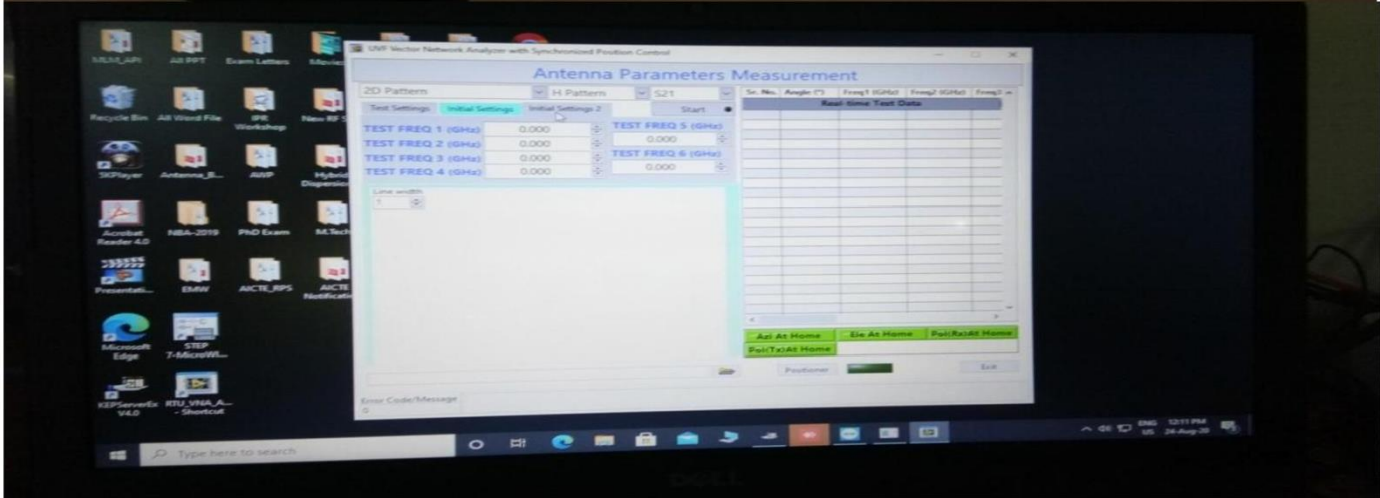 MLM_API
All PPT
Exam Letters
Movies
Recycle Bin
All Word File
IPR Workshop
New RF S
5KPlayer
Antenna_B...
AWP
Hybrid Dispersion
Acrobat Reader 4.0
NBA-2019
PhD Exam
M.Tech
Presentati...
EMW
AICTE_RPS
AICTE Notificati
Microsoft Edge
STEP 7-MicroWI...
KEPServerEx V4.0
RTU_VNA_A... - Shortcut
UVF Vector Network Analyzer with Synchronized Position Control
Antenna Parameters Measurement
2D Pattern
H Pattern
S21
Test Settings
Initial Settings
Initial Settings 2
Start
TEST FREQ 1 (GHz) 0.000
TEST FREQ 2 (GHz) 0.000
TEST FREQ 3 (GHz) 0.000
TEST FREQ 4 (GHz) 0.000
TEST FREQ 5 (GHz)
0.000
TEST FREQ 6 (GHz)
0.000
Line width
1
Sr. No. Angle (°) Freq1 (GHz) Freq2 (GHz) Freq3
Real-time Test Data
Azi At Home
Ele At Home
Pol(Rx)At Home
Pol(Tx)At Home
Positioner
Exit
Error Code/Message
0
Type here to search
ENG
US
12:11 PM
24-Aug-20
DELL